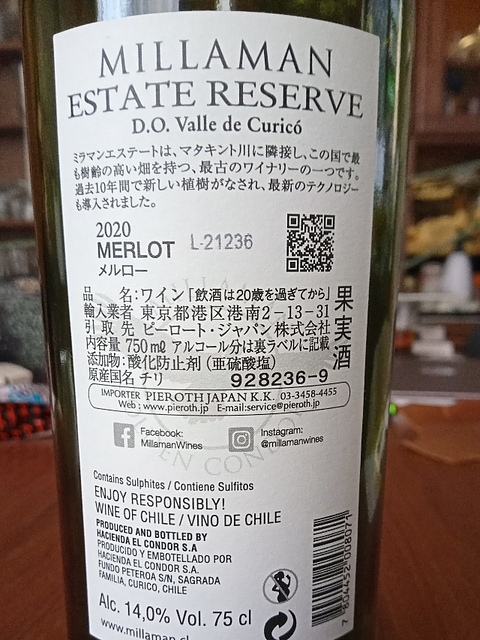 MILLAMAN
ESTATE RESERVE
D.O. Valle de Curicó
ミラマンエステートは、マタキント川に隣接し、この国で最
も樹齢の高い畑を持つ、最古のワイナリーの一つです。
過去10年間で新しい植樹がなされ、最新のテクノロジー
も導入されました。
2020
MERLOT L-21236
メルロー
品 名:ワイン「飲酒は20歳を過ぎてから」
輸入業者 東京都港区港南2-13-31
引取先 ピーロート・ジャパン株式会社
内容量 750mℓ アルコール分は裏ラベルに記載
添加物:酸化防止剤（亜硫酸塩）
原産国名 チリ 928236-9
果実酒
IMPORTER PIEROTH JAPAN K.K. 03-3458-4455
Web : www.pieroth.jp E-mail:service@pieroth.jp
Facebook:
MillamanWines
Instagram:
@millamanwines
EN COND
Contains Sulphites / Contiene Sulfitos
ENJOY RESPONSIBLY!
WINE OF CHILE / VINO DE CHILE
PRODUCED AND BOTTLED BY
HACIENDA EL CONDOR S.A
PRODUCIDO Y EMBOTELLADO POR
HACIENDA EL CONDOR S.A.
FUNDO PETEROA S/N, SAGRADA
FAMILIA, CURICO, CHILE
Alc. 14,0% Vol. 75 cl
www.millaman.cl
7 804452 008071